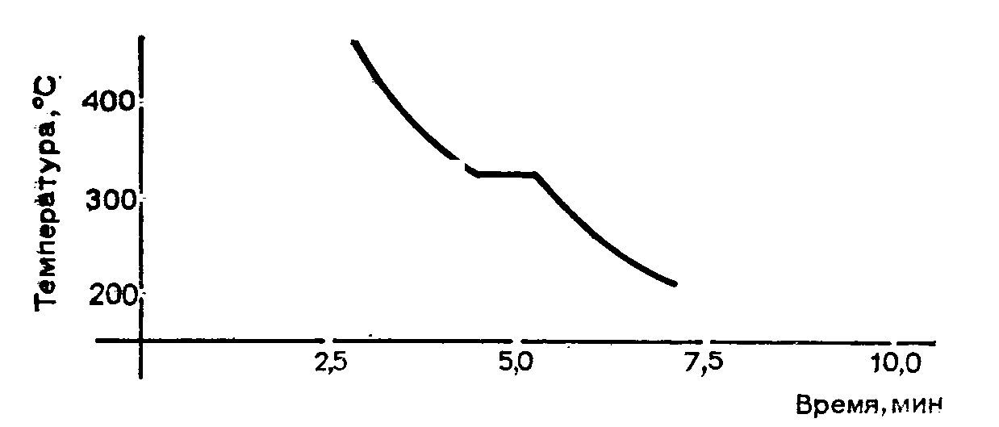 Температура, °C
400
300
200
2,5 5,0 7,5 10,0
Время, мин